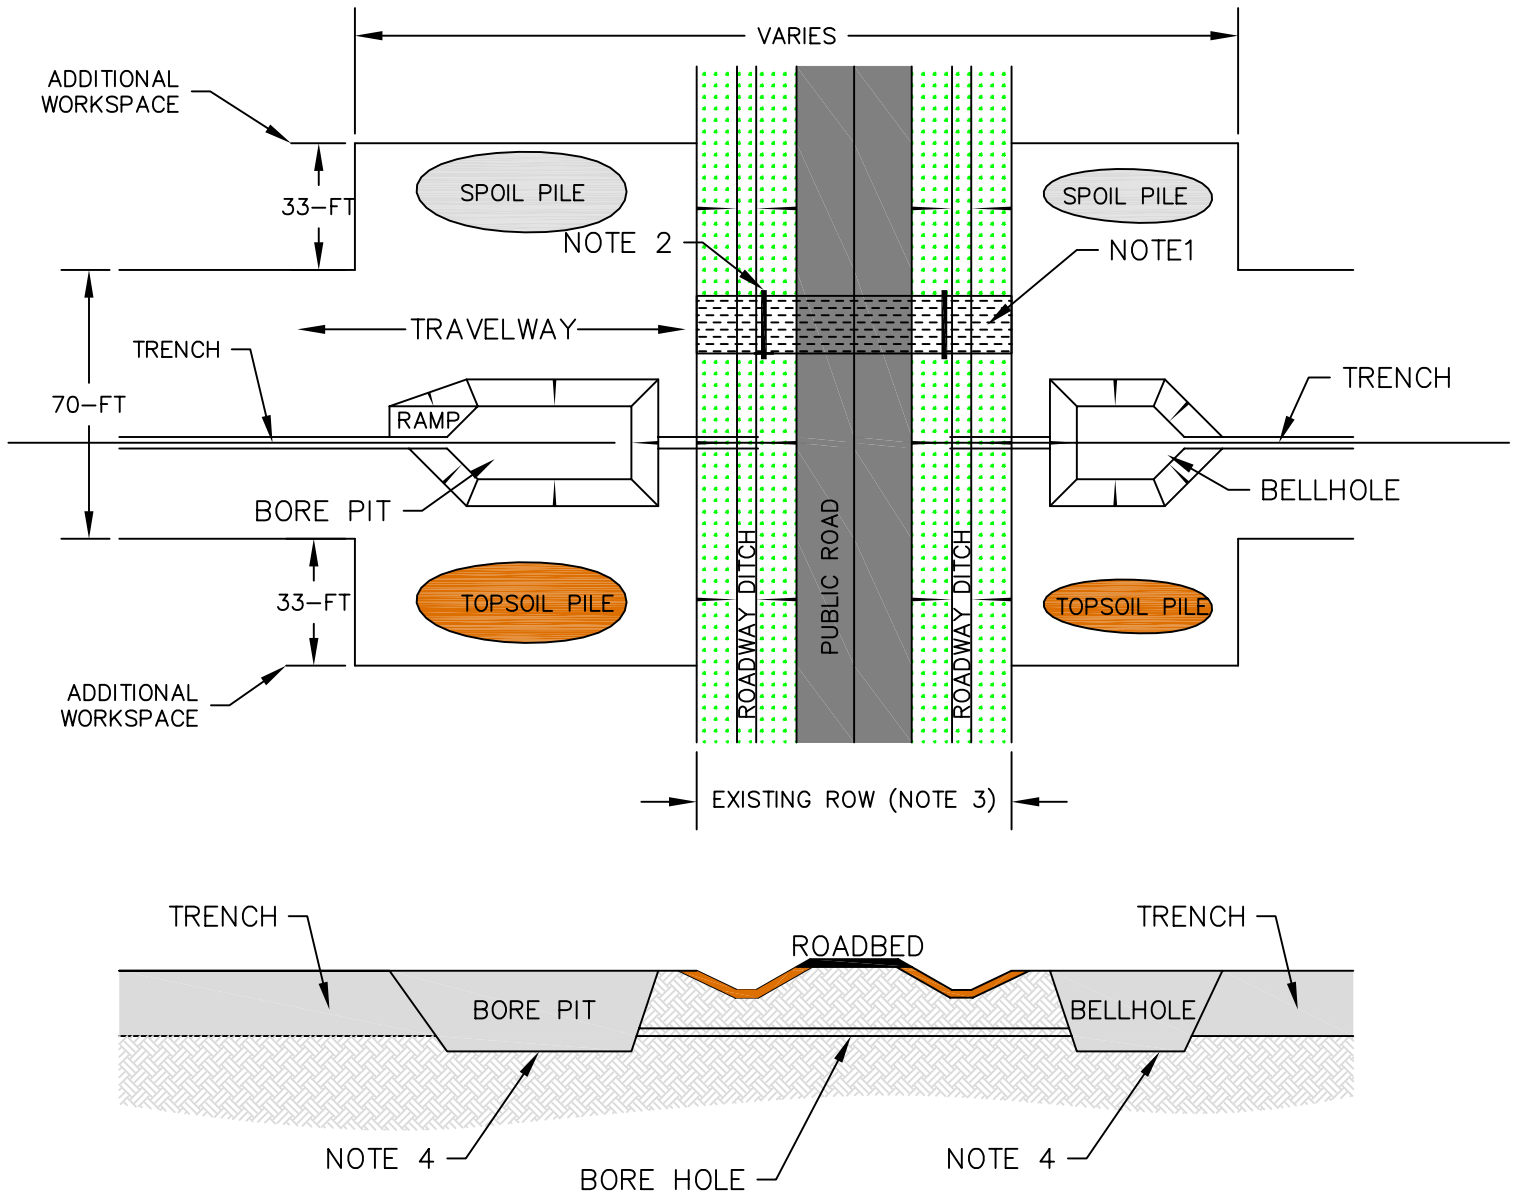 VARIES
ADDITIONAL
WORKSPACE
SPOIL PILE
SPOIL PILE
33-FT
NOTE 2
NOTE1
TRAVELWAY
TRENCH
TRENCH
70-FT
RAMP
BORE PIT
BELLHOLE
PUBLIC ROAD
ROADWAY DITCH
ROADWAY DITCH
33-FT
TOPSOIL PILE
TOPSOIL PILE
ADDITIONAL
WORKSPACE
EXISTING ROW (NOTE 3)
TRENCH
TRENCH
ROADBED
BORE PIT
BELLHOLE
NOTE 4
NOTE 4
BORE HOLE